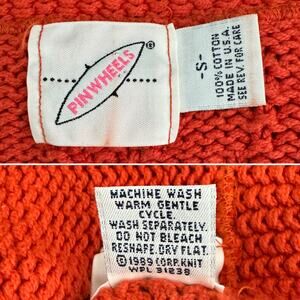 PINWHEELS
®
-S-
100% COTTON
MADE IN U.S.A.
SEE REV. FOR CARE
MACHINE WASH
WARM GENTLE
CYCLE.
WASH SEPARATELY.
DO NOT BLEACH
RESHAPE. DRY FLAT.
©1989 CORP. KNIT
WPL 31238